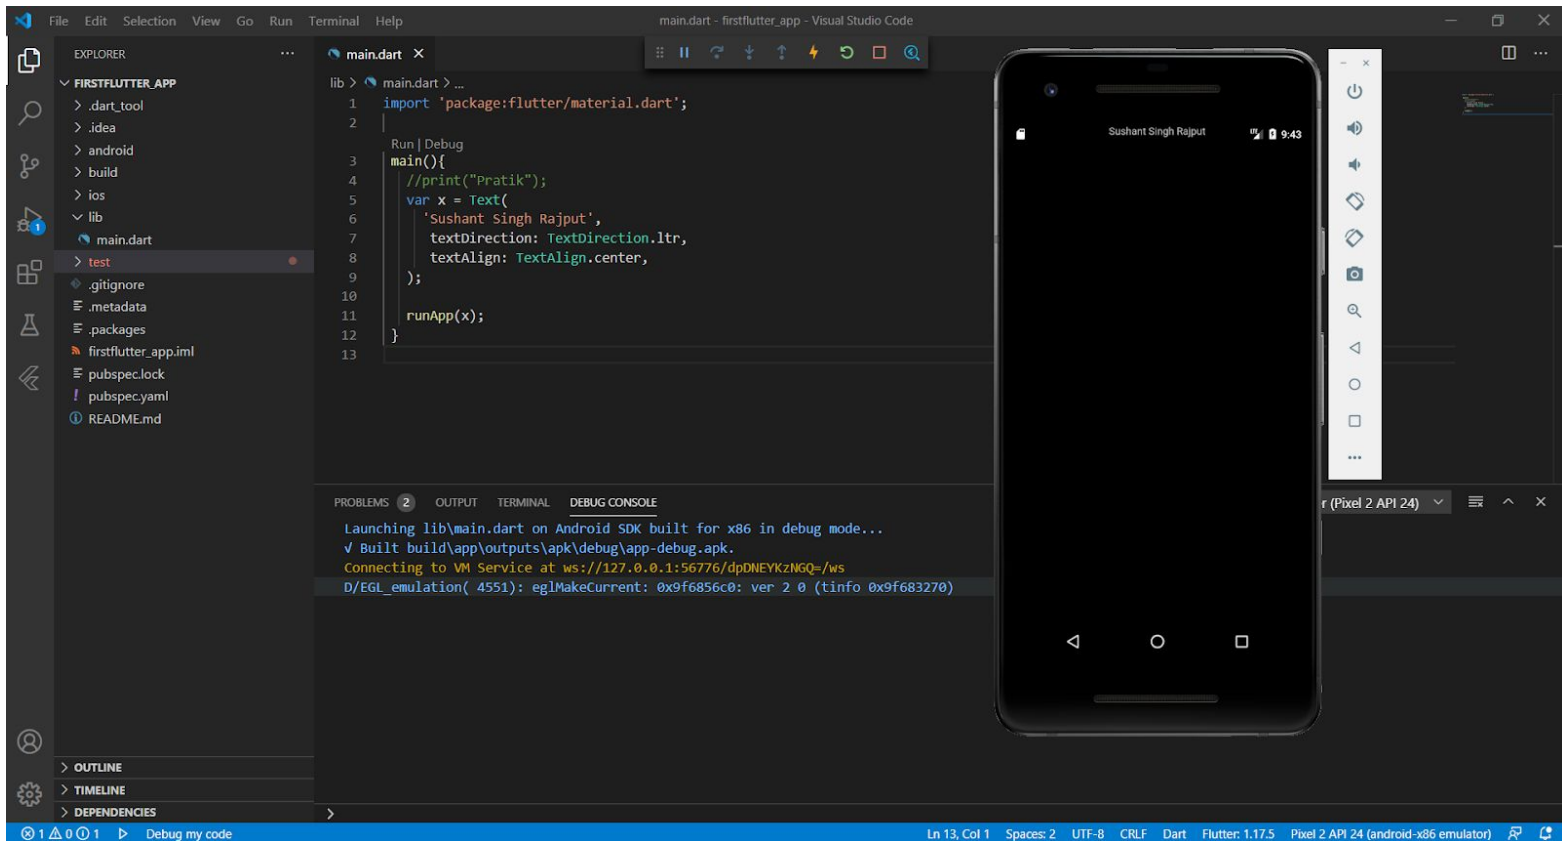 File Edit Selection View Go Run Terminal Help
main.dart - firstflutter_app - Visual Studio Code
EXPLORER
FIRSTFLUTTER_APP
.dart_tool
.idea
android
build
ios
lib
main.dart
test
.gitignore
.metadata
.packages
firstflutter_app.iml
pubspec.lock
pubspec.yaml
README.md
OUTLINE
TIMELINE
DEPENDENCIES
main.dart
lib > main.dart > ...
1 import 'package:flutter/material.dart';
2
Run | Debug
3 main(){
4 //print("Pratik");
5 var x = Text(
6 'Sushant Singh Rajput',
7 textDirection: TextDirection.ltr,
8 textAlign: TextAlign.center,
9 );
10
11 runApp(x);
12 }
13
Sushant Singh Rajput
9:43
PROBLEMS 2 OUTPUT TERMINAL DEBUG CONSOLE
r (Pixel 2 API 24)
Launching lib\main.dart on Android SDK built for x86 in debug mode...
√ Built build\app\outputs\apk\debug\app-debug.apk.
Connecting to VM Service at ws://127.0.0.1:56776/dpDNEYKzNGQ=/ws
D/EGL_emulation( 4551): eglMakeCurrent: 0x9f6856c0: ver 2 0 (tinfo 0x9f683270)
1 0 1 Debug my code
Ln 13, Col 1 Spaces: 2 UTF-8 CRLF Dart Flutter: 1.17.5 Pixel 2 API 24 (android-x86 emulator)